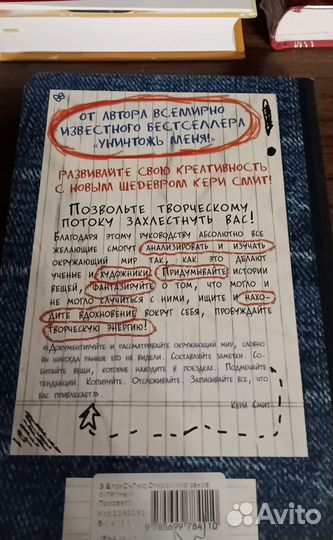 ОТ АВТОРА ВСЕМИРНО
ИЗВЕСТНОГО БЕСТСЕЛЛЕРА
«УНИЧТОЖЬ МЕНЯ!»
РАЗВИВАЙТЕ СВОЮ КРЕАТИВНОСТЬ
С НОВЫМ ШЕДЕВРОМ КЕРИ СМИТ!
ПОЗВОЛЬТЕ ТВОРЧЕСКОМУ
ПОТОКУ ЗАХЛЕСТНУТЬ ВАС!
БЛАГОДАРЯ ЭТОМУ РУКОВОДСТВУ АБСОЛЮТНО ВСЕ
ЖЕЛАЮЩИЕ СМОГУТ АНАЛИЗИРОВАТЬ И ИЗУЧАТЬ
ОКРУЖАЮЩИЙ МИР ТАК, КАК ЭТО ДЕЛАЮТ
УЧЕНЫЕ И ХУДОЖНИКИ. ПРИДУМЫВАЙТЕ ИСТОРИИ
ВЕЩЕЙ, ФАНТАЗИРУЙТЕ О ТОМ, ЧТО МОГЛО И
НЕ МОГЛО СЛУЧИТЬСЯ С НИМИ, ИЩИТЕ И НАХО-
ДИТЕ ВДОХНОВЕНИЕ ВОКРУГ СЕБЯ, ПРОБУЖДАЙТЕ
ТВОРЧЕСКУЮ ЭНЕРГИЮ!
«ДОКУМЕНТИРУЙТЕ И РАССМАТРИВАЙТЕ ОКРУЖАЮЩИЙ МИР, СЛОВНО
ВЫ НИКОГДА РАНЬШЕ ЕГО НЕ ВИДЕЛИ. СОСТАВЛЯЙТЕ ЗАМЕТКИ. СО-
БИРАЙТЕ ВЕЩИ, КОТОРЫЕ НАХОДИТЕ В ПОЕЗДКАХ. ПОДМЕЧАЙТЕ
ТЕНДЕНЦИИ. КОПИРУЙТЕ. ОТСЛЕЖИВАЙТЕ. ЗАПИСЫВАЙТЕ ВСЕ, ЧТО
ВАС ПРИВЛЕКАЕТ».
КЕРИ СМИТ
9 785699 784110
Avito